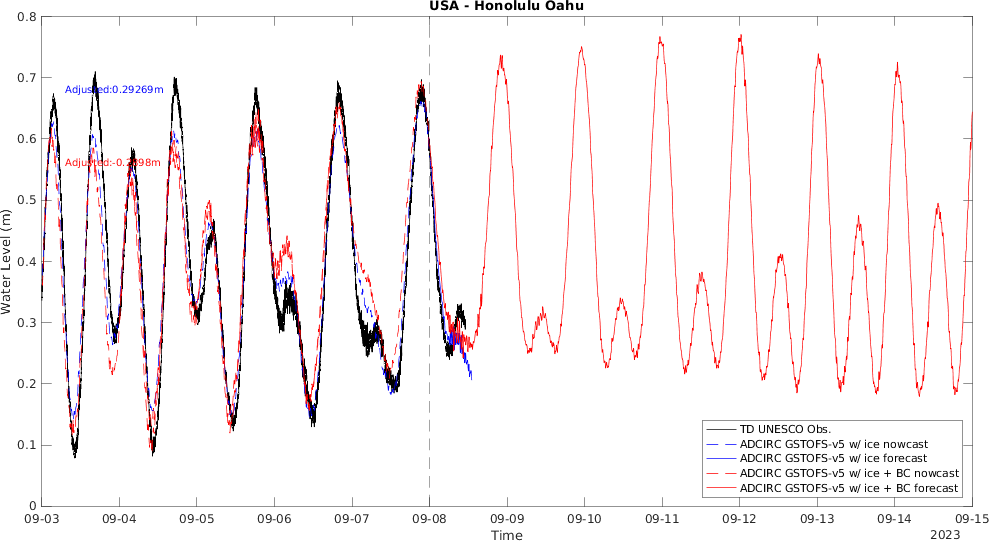 USA - Honolulu Oahu
0.8
0.7
0.6
0.5
0.4
0.3
0.2
0.1
0
Water Level (m)
Adjusted:0.29269m
TD UNESCO Obs.
ADCIRC GSTOFS-v5 w/ ice nowcast
ADCIRC GSTOFS-v5 w/ ice forecast
ADCIRC GSTOFS-v5 w/ ice + BC nowcast
ADCIRC GSTOFS-v5 w/ ice + BC forecast
09-03 09-04 09-05 09-06 09-07 09-08 09-09 09-10 09-11 09-12 09-13 09-14 09-15
Time
2023